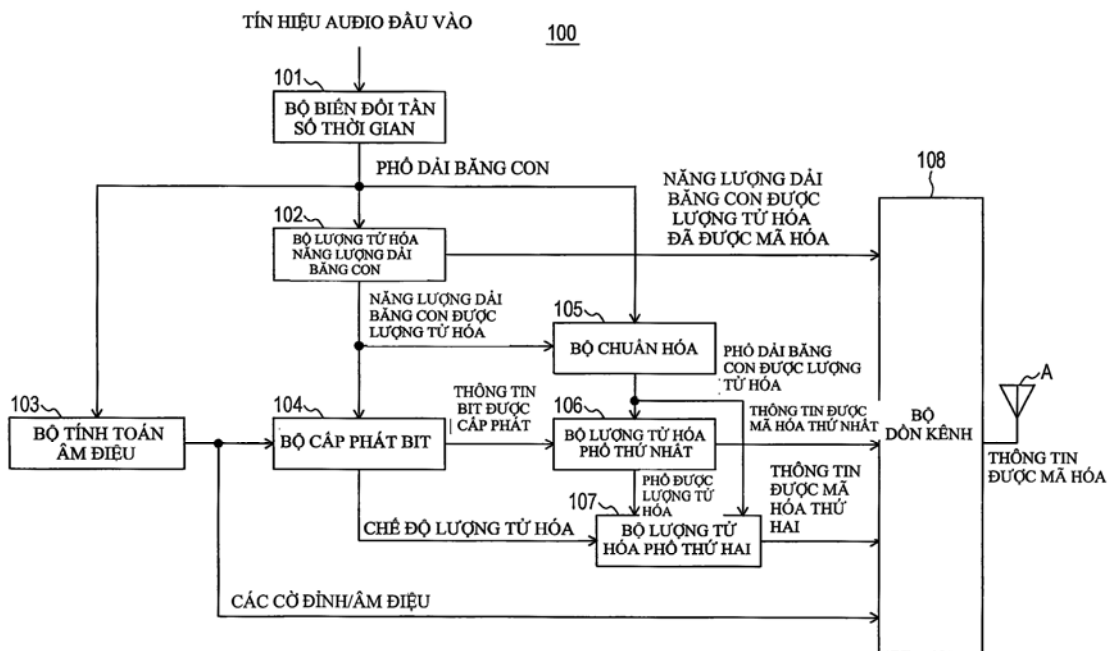 TÍN HIỆU AUDIO ĐẦU VÀO
100
101
BỘ BIẾN ĐỔI TẦN
SỐ THỜI GIAN
PHỔ DẢI BĂNG CON
108
NĂNG LƯỢNG DẢI
BĂNG CON ĐƯỢC
LƯỢNG TỬ HÓA
ĐÃ ĐƯỢC MÃ HÓA
102
BỘ LƯỢNG TỬ HÓA
NĂNG LƯỢNG DẢI
BĂNG CON
NĂNG LƯỢNG DẢI
BĂNG CON ĐƯỢC
LƯỢNG TỬ HÓA
105
BỘ CHUẨN HÓA
PHỔ DẢI BĂNG
CON ĐƯỢC LƯỢNG
TỬ HÓA
A
103
BỘ TÍNH TOÁN
ÂM ĐIỆU
104
BỘ CẤP PHÁT BIT
THÔNG TIN
BIT ĐƯỢC
CẤP PHÁT
106
BỘ LƯỢNG TỬ HÓA
PHỔ THỨ NHẤT
THÔNG TIN ĐƯỢC
MÃ HÓA THỨ NHẤT
BỘ
DỒN KÊNH
THÔNG TIN
ĐƯỢC MÃ HÓA
PHỔ ĐƯỢC
LƯỢNG TỬ
HÓA
107
BỘ LƯỢNG TỬ
HÓA PHỔ THỨ HAI
THÔNG TIN
ĐƯỢC MÃ
HÓA THỨ
HAI
CHẾ ĐỘ LƯỢNG TỬ HÓA
CÁC CỜ ĐỈNH/ÂM ĐIỆU